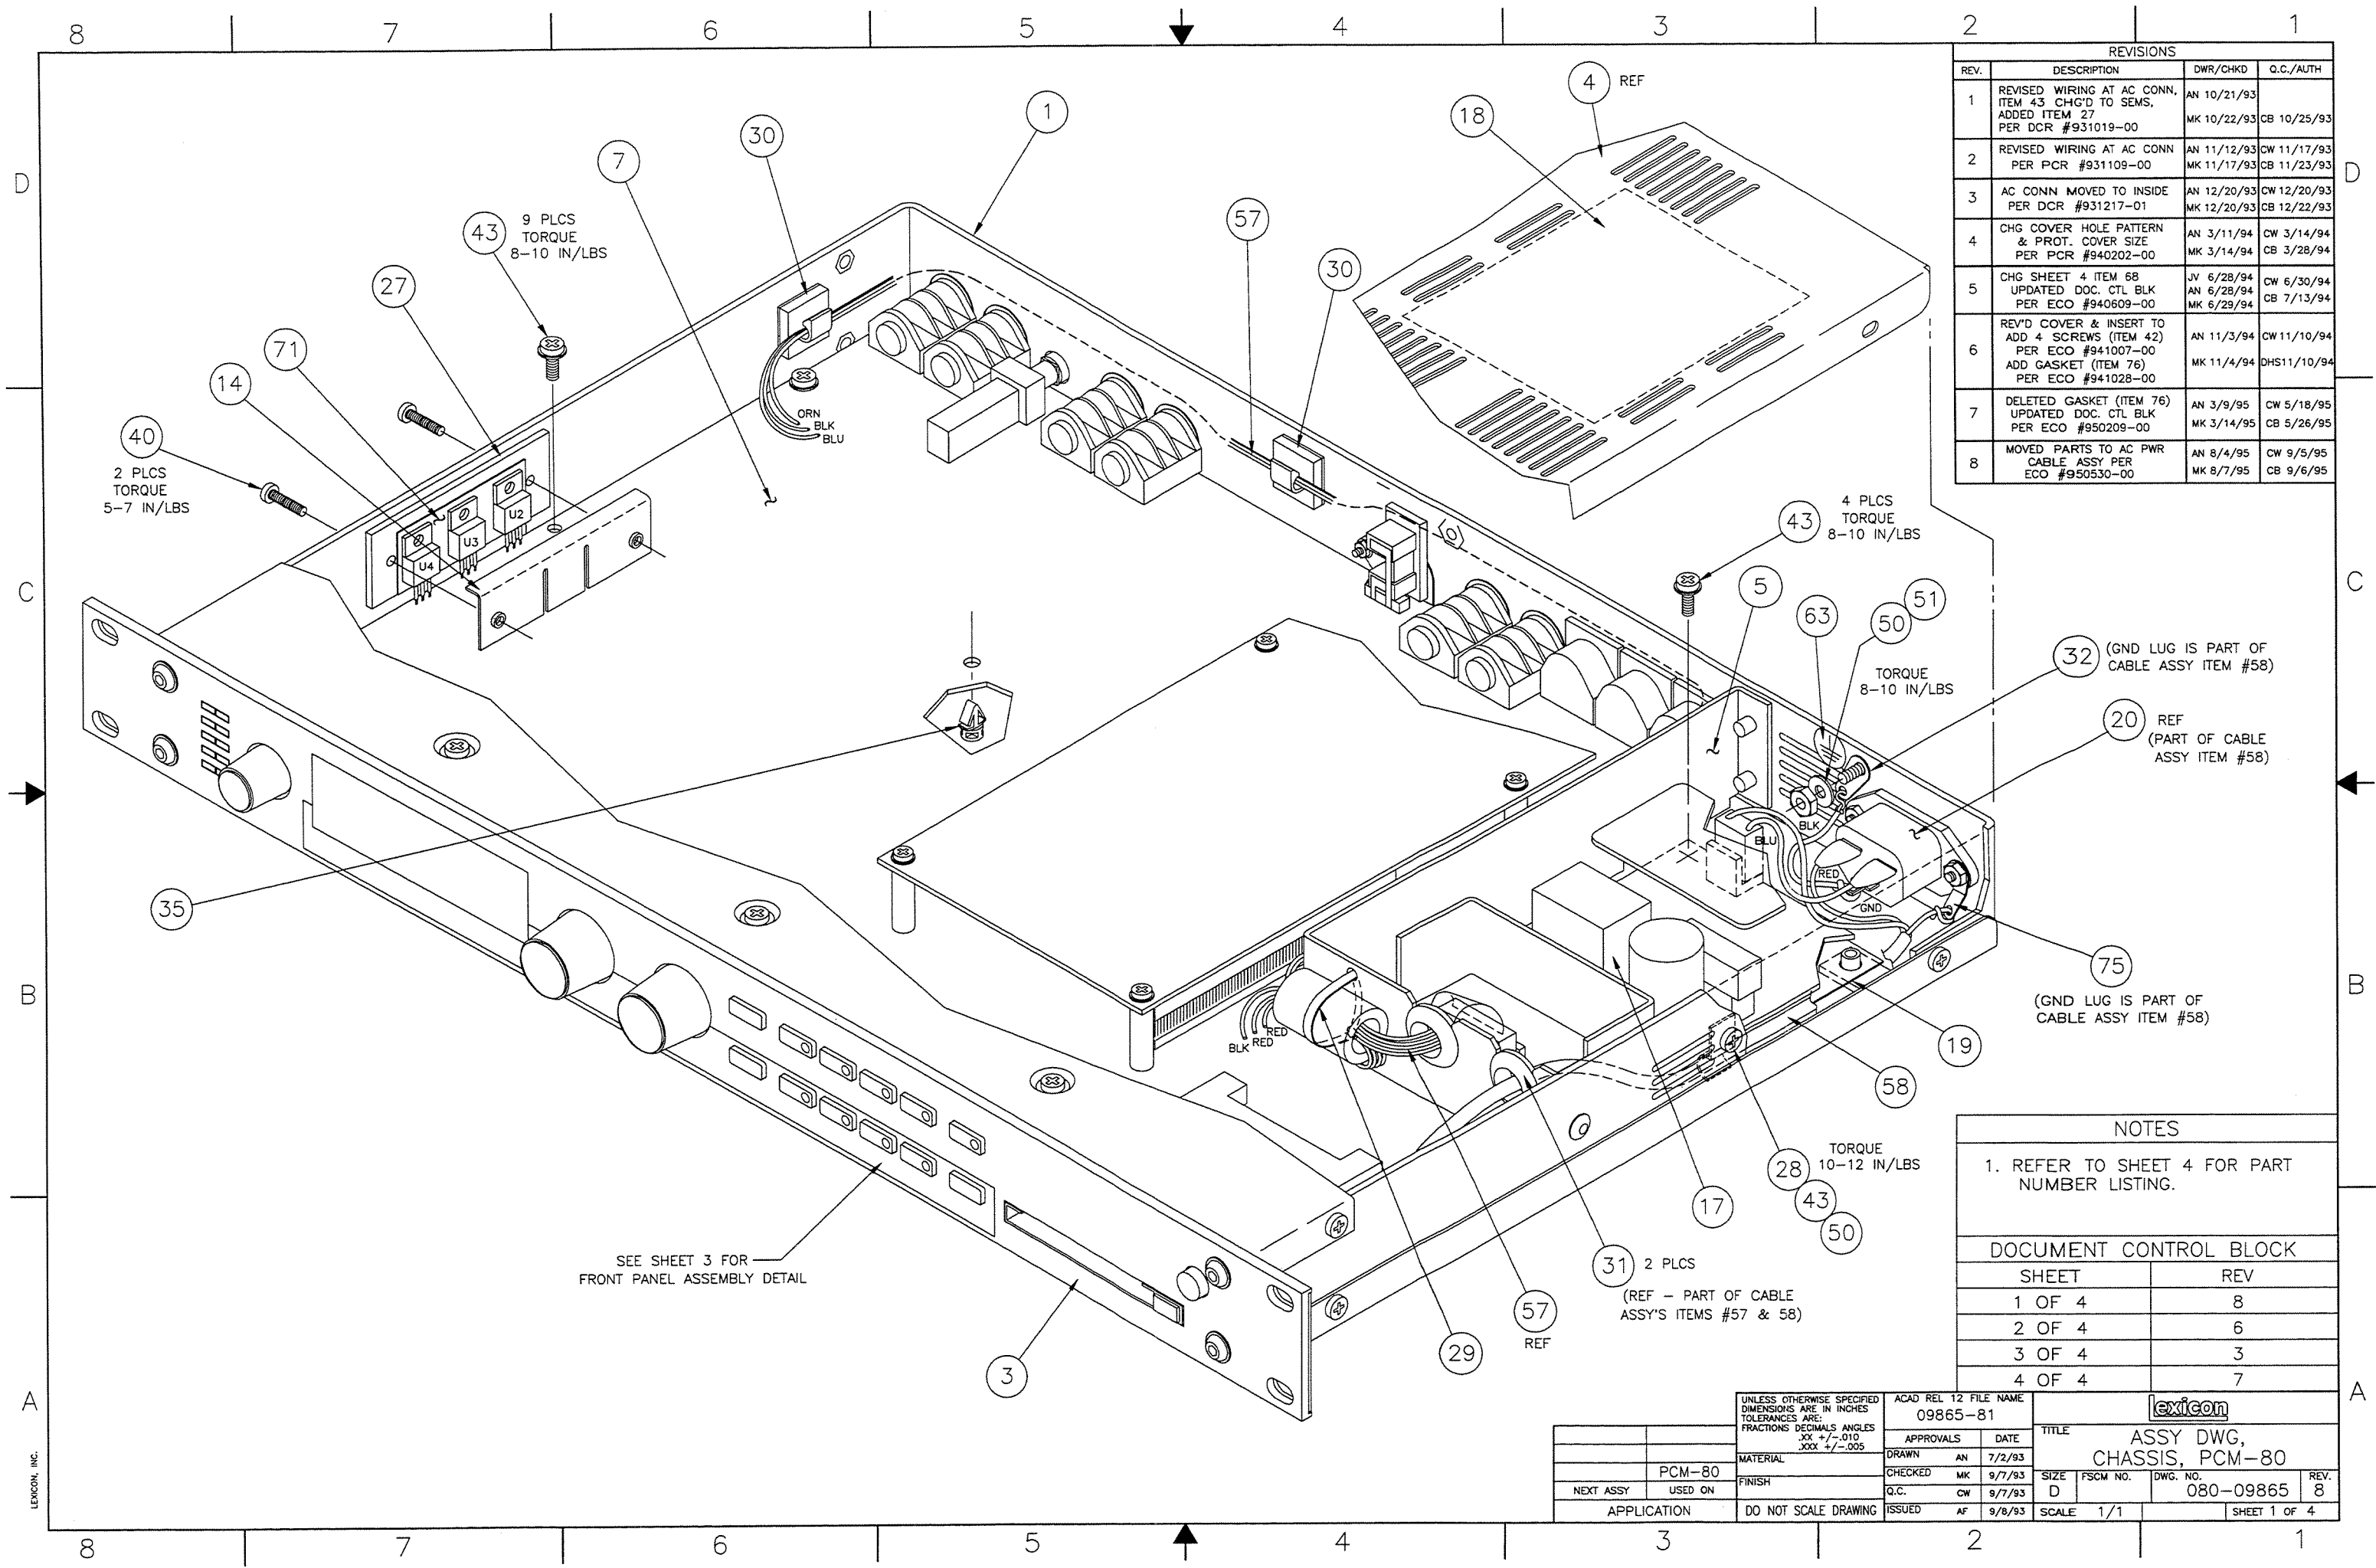 8 7 6 5 4 3 2 1
REVISIONS
REV. DESCRIPTION DWR/CHKD Q.C./AUTH
1 REVISED WIRING AT AC CONN, AN 10/21/93
ITEM 43 CHG'D TO SEMS,
ADDED ITEM 27 MK 10/22/93 CB 10/25/93
PER DCR #931019-00
2 REVISED WIRING AT AC CONN AN 11/12/93 CW 11/17/93
PER PCR #931109-00 MK 11/17/93 CB 11/23/93
3 AC CONN MOVED TO INSIDE AN 12/20/93 CW 12/20/93
PER DCR #931217-01 MK 12/20/93 CB 12/22/93
4 CHG COVER HOLE PATTERN AN 3/11/94 CW 3/14/94
& PROT. COVER SIZE
PER PCR #940202-00 MK 3/14/94 CB 3/28/94
5 CHG SHEET 4 ITEM 68 JV 6/28/94 CW 6/30/94
UPDATED DOC. CTL BLK AN 6/28/94
PER ECO #940609-00 MK 6/29/94 CB 7/13/94
6 REV'D COVER & INSERT TO
ADD 4 SCREWS (ITEM 42) AN 11/3/94 CW 11/10/94
PER ECO #941007-00
ADD GASKET (ITEM 76) MK 11/4/94 DHS11/10/94
PER ECO #941028-00
7 DELETED GASKET (ITEM 76) AN 3/9/95 CW 5/18/95
UPDATED DOC. CTL BLK
PER ECO #950209-00 MK 3/14/95 CB 5/26/95
8 MOVED PARTS TO AC PWR AN 8/4/95 CW 9/5/95
CABLE ASSY PER
ECO #950530-00 MK 8/7/95 CB 9/6/95
D
D
4 REF
18
1
30
7
43
9 PLCS
TORQUE
8-10 IN/LBS
57
30
27
71
14
40
2 PLCS
TORQUE
5-7 IN/LBS
ORN
BLK
BLU
U2
U3
U4
43
4 PLCS
TORQUE
8-10 IN/LBS
C
C
5
63
50
51
TORQUE
8-10 IN/LBS
32
(GND LUG IS PART OF
CABLE ASSY ITEM #58)
20
REF
(PART OF CABLE
ASSY ITEM #58)
BLK
BLU
RED
GND
35
75
(GND LUG IS PART OF
CABLE ASSY ITEM #58)
B
B
BLK
RED
RED
19
58
TORQUE
10-12 IN/LBS
28
43
50
17
31 2 PLCS
(REF - PART OF CABLE
ASSY'S ITEMS #57 & 58)
57
REF
29
3
SEE SHEET 3 FOR
FRONT PANEL ASSEMBLY DETAIL
NOTES
1. REFER TO SHEET 4 FOR PART
NUMBER LISTING.
DOCUMENT CONTROL BLOCK
SHEET REV
1 OF 4 8
2 OF 4 6
3 OF 4 3
4 OF 4 7
A
A
LEXICON, INC.
PCM-80
NEXT ASSY USED ON
APPLICATION
UNLESS OTHERWISE SPECIFIED
DIMENSIONS ARE IN INCHES
TOLERANCES ARE:
FRACTIONS DECIMALS ANGLES
.XX +/-.010
.XXX +/-.005
MATERIAL
FINISH
DO NOT SCALE DRAWING
ACAD REL 12 FILE NAME
09865-81
APPROVALS DATE
DRAWN AN 7/2/93
CHECKED MK 9/7/93
Q.C. CW 9/7/93
ISSUED AF 9/8/93
lexicon
TITLE
ASSY DWG,
CHASSIS, PCM-80
SIZE FSCM NO. DWG. NO. REV.
D 080-09865 8
SCALE 1/1 SHEET 1 OF 4
8 7 6 5 4 3 2 1